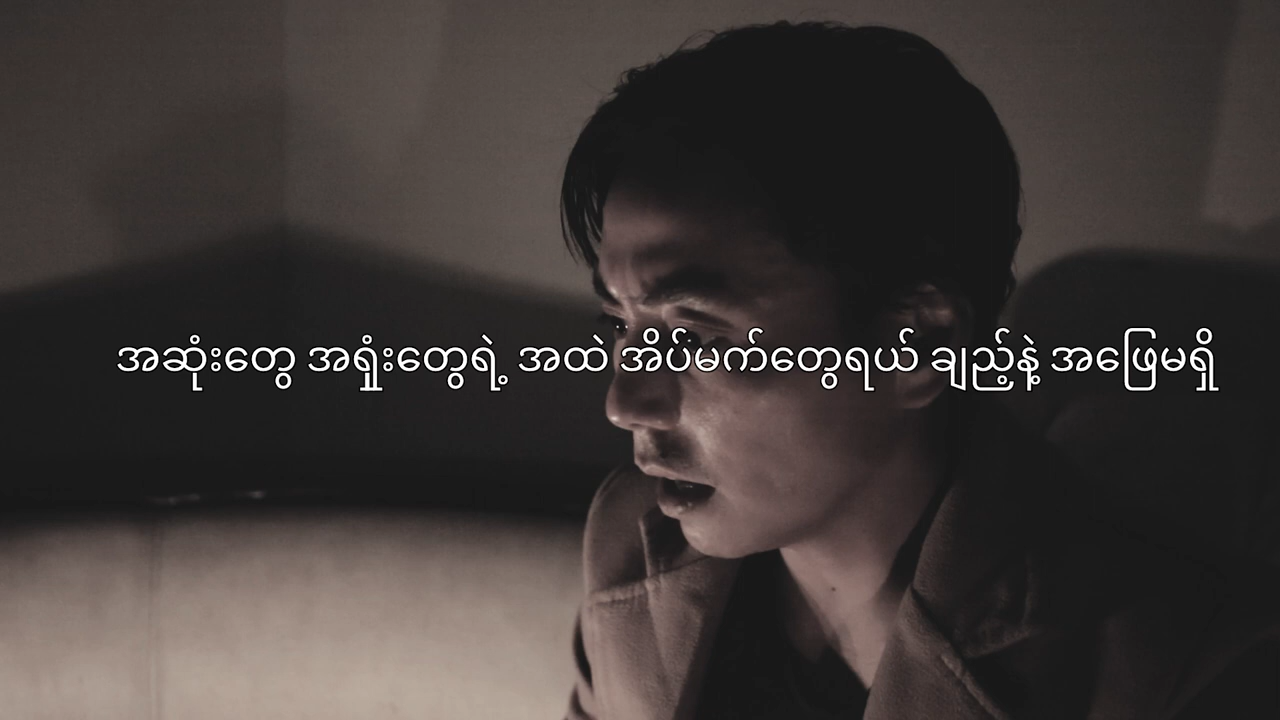 အဆုံးတွေ အရှုံးတွေရဲ့ အထဲ အိပ်မက်တွေရယ် ချည့်နဲ့ အဖြေမရှိ